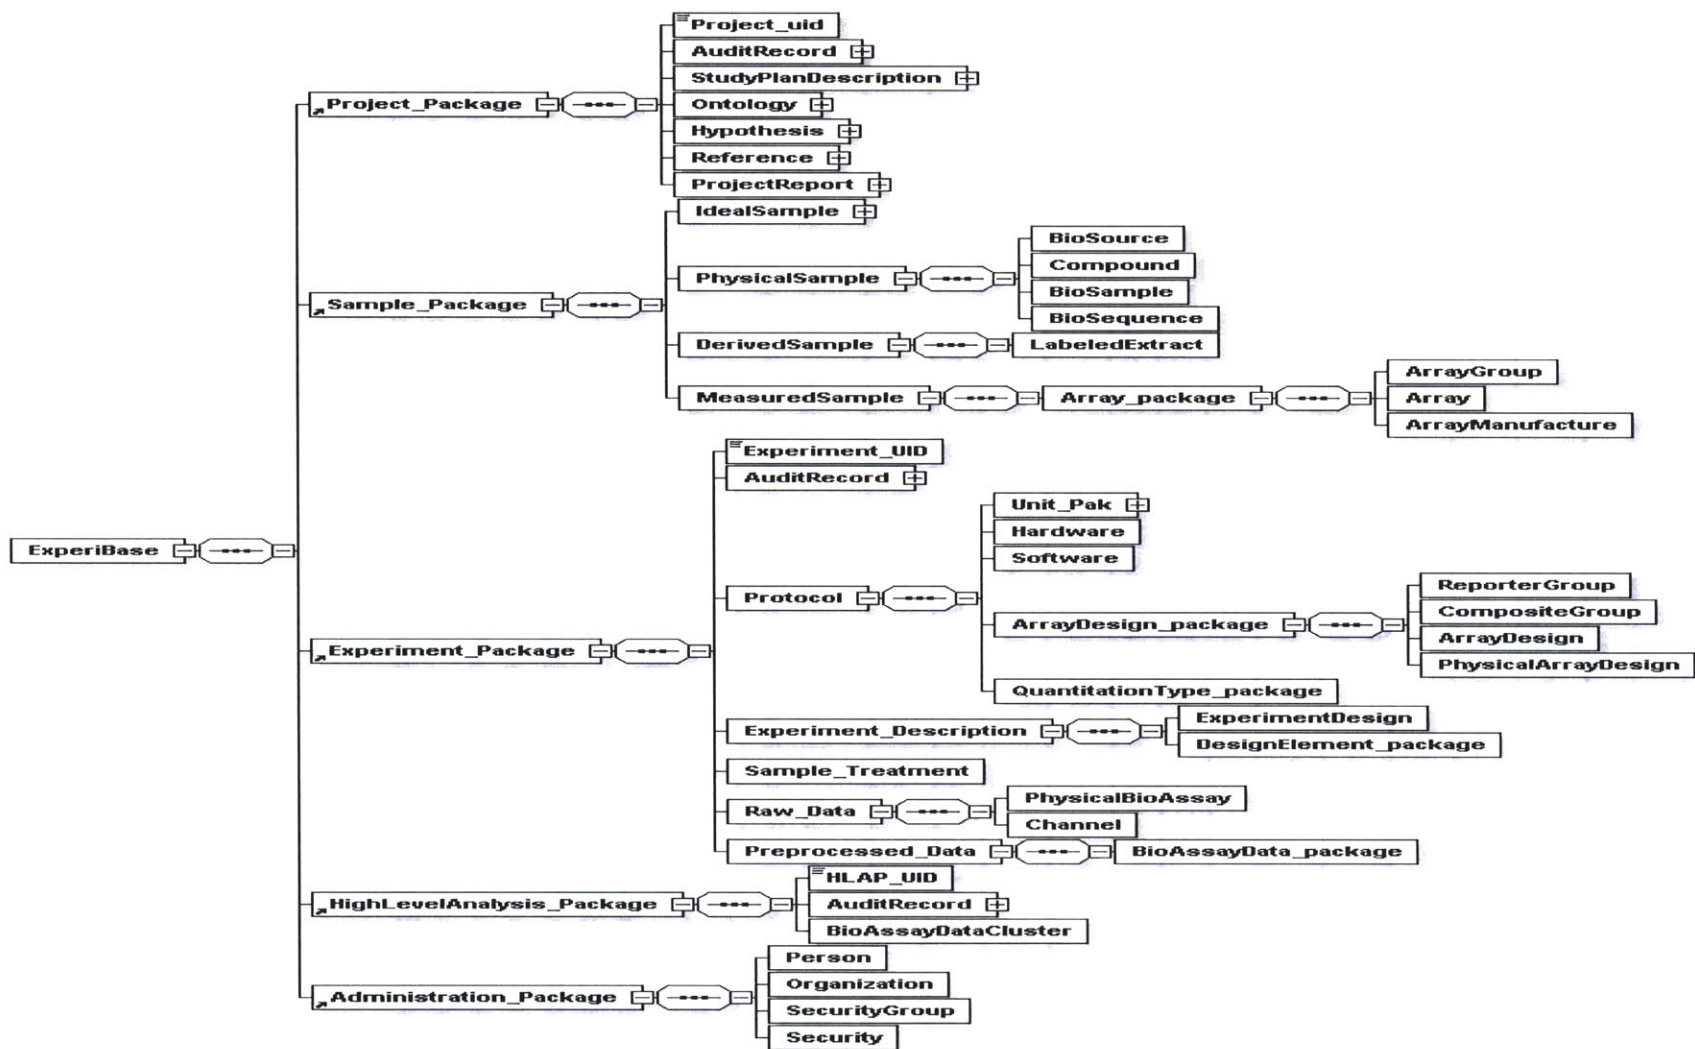 Project_uid
AuditRecord
StudyPlanDescription
Project_Package
Ontology
Hypothesis
Reference
ProjectReport
IdealSample
BioSource
Compound
PhysicalSample
BioSample
Sample_Package
BioSequence
DerivedSample
LabeledExtract
ArrayGroup
MeasuredSample
Array_package
Array
ArrayManufacture
Experiment_UID
AuditRecord
Unit_Pak
Hardware
Software
ExperiBase
Protocol
ReporterGroup
CompositeGroup
ArrayDesign_package
ArrayDesign
Experiment_Package
PhysicalArrayDesign
QuantitationType_package
ExperimentDesign
Experiment_Description
DesignElement_package
Sample_Treatment
PhysicalBioAssay
Raw_Data
Channel
Preprocessed_Data
BioAssayData_package
HLAP_UID
HighLevelAnalysis_Package
AuditRecord
BioAssayDataCluster
Person
Organization
Administration_Package
SecurityGroup
Security